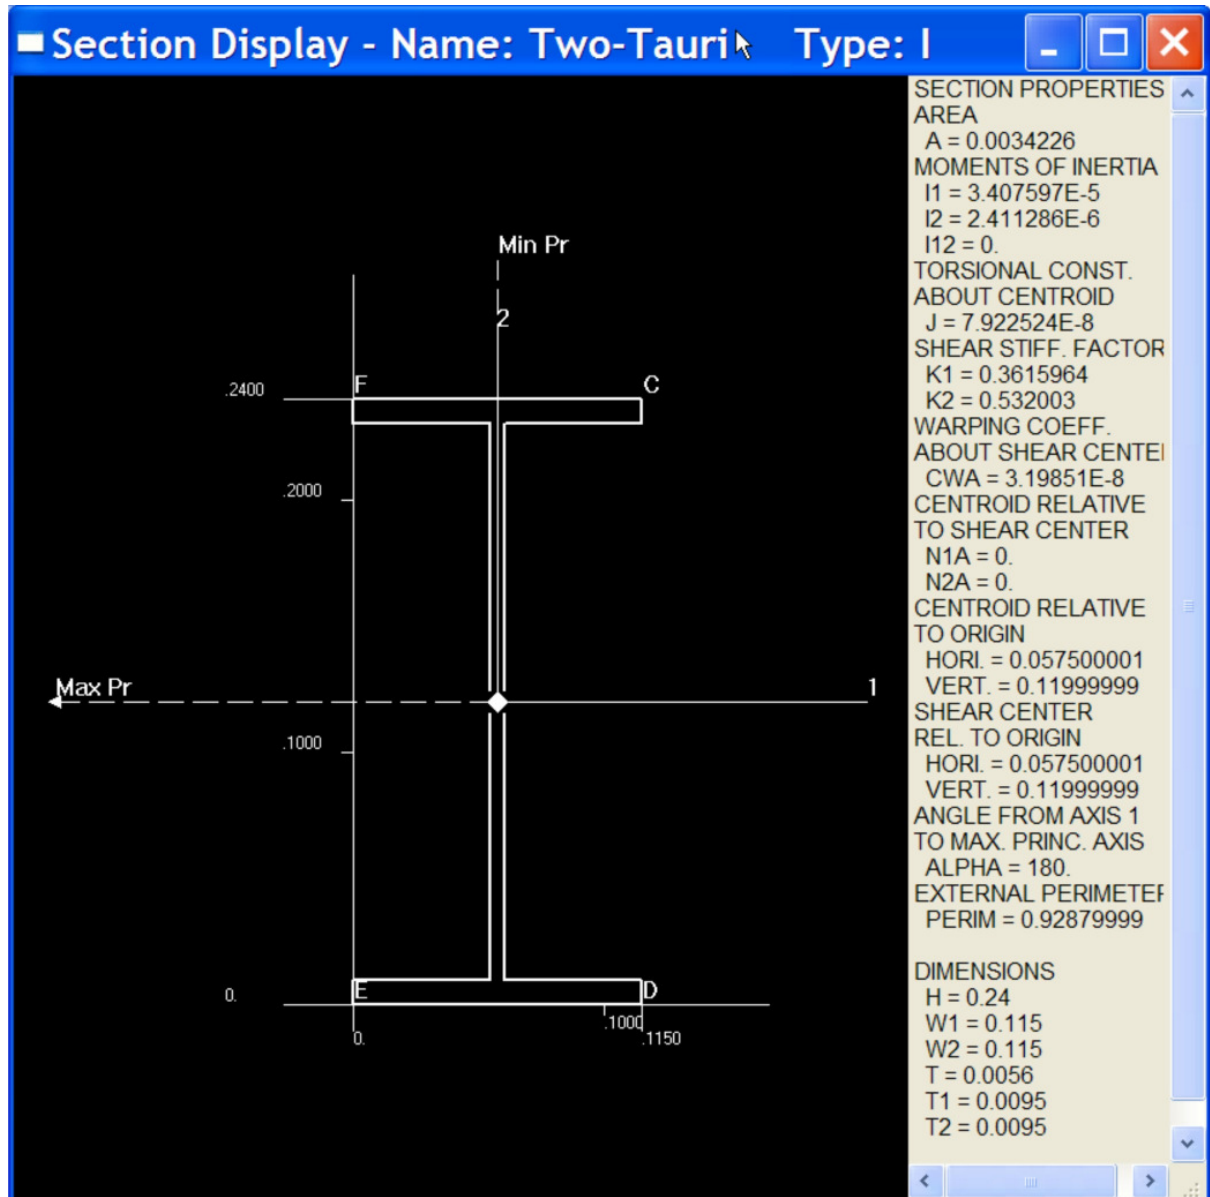 Section Display - Name: Two-Tauri Type: I
Min Pr
2
.2400
F
C
.2000
Max Pr
1
.1000
0.
E
D
.1000
0.
.1150
SECTION PROPERTIES
AREA
A = 0.0034226
MOMENTS OF INERTIA
I1 = 3.407597E-5
I2 = 2.411286E-6
I12 = 0.
TORSIONAL CONST.
ABOUT CENTROID
J = 7.922524E-8
SHEAR STIFF. FACTOR
K1 = 0.3615964
K2 = 0.532003
WARPING COEFF.
ABOUT SHEAR CENTE
CWA = 3.19851E-8
CENTROID RELATIVE
TO SHEAR CENTER
N1A = 0.
N2A = 0.
CENTROID RELATIVE
TO ORIGIN
HORI. = 0.057500001
VERT. = 0.11999999
SHEAR CENTER
REL. TO ORIGIN
HORI. = 0.057500001
VERT. = 0.11999999
ANGLE FROM AXIS 1
TO MAX. PRINC. AXIS
ALPHA = 180.
EXTERNAL PERIMETER
PERIM = 0.92879999
DIMENSIONS
H = 0.24
W1 = 0.115
W2 = 0.115
T = 0.0056
T1 = 0.0095
T2 = 0.0095